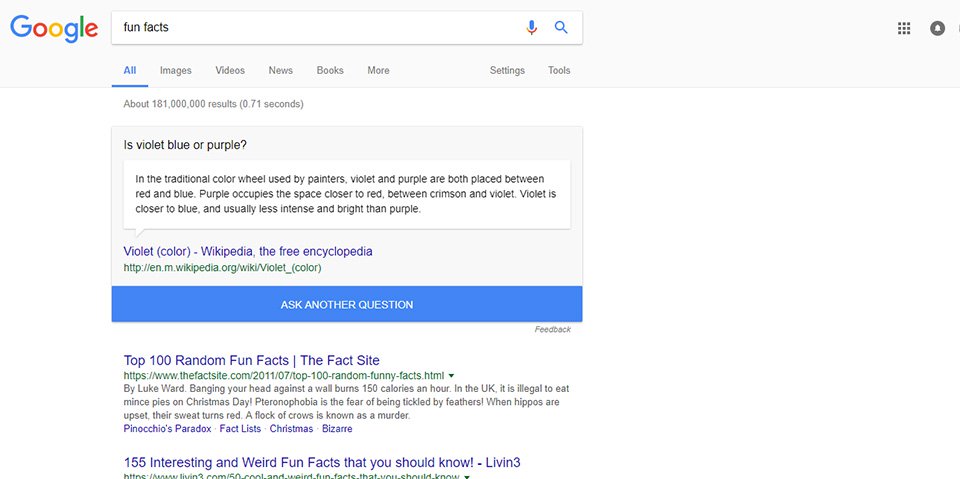 Google
fun facts
All Images Videos News Books More Settings Tools
About 181,000,000 results (0.71 seconds)
Is violet blue or purple?
In the traditional color wheel used by painters, violet and purple are both placed between
red and blue. Purple occupies the space closer to red, between crimson and violet. Violet is
closer to blue, and usually less intense and bright than purple.
Violet (color) - Wikipedia, the free encyclopedia
http://en.m.wikipedia.org/wiki/Violet_(color)
ASK ANOTHER QUESTION
Feedback
Top 100 Random Fun Facts | The Fact Site
https://www.thefactsite.com/2011/07/top-100-random-funny-facts.html
By Luke Ward. Banging your head against a wall burns 150 calories an hour. In the UK, it is illegal to eat
mince pies on Christmas Day! Pteronophobia is the fear of being tickled by feathers! When hippos are
upset, their sweat turns red. A flock of crows is known as a murder.
Pinocchio's Paradox · Fact Lists · Christmas · Bizarre
155 Interesting and Weird Fun Facts that you should know! - Livin3
https://www.livin3.com/50-cool-and-weird-fun-facts-that-you-should-know